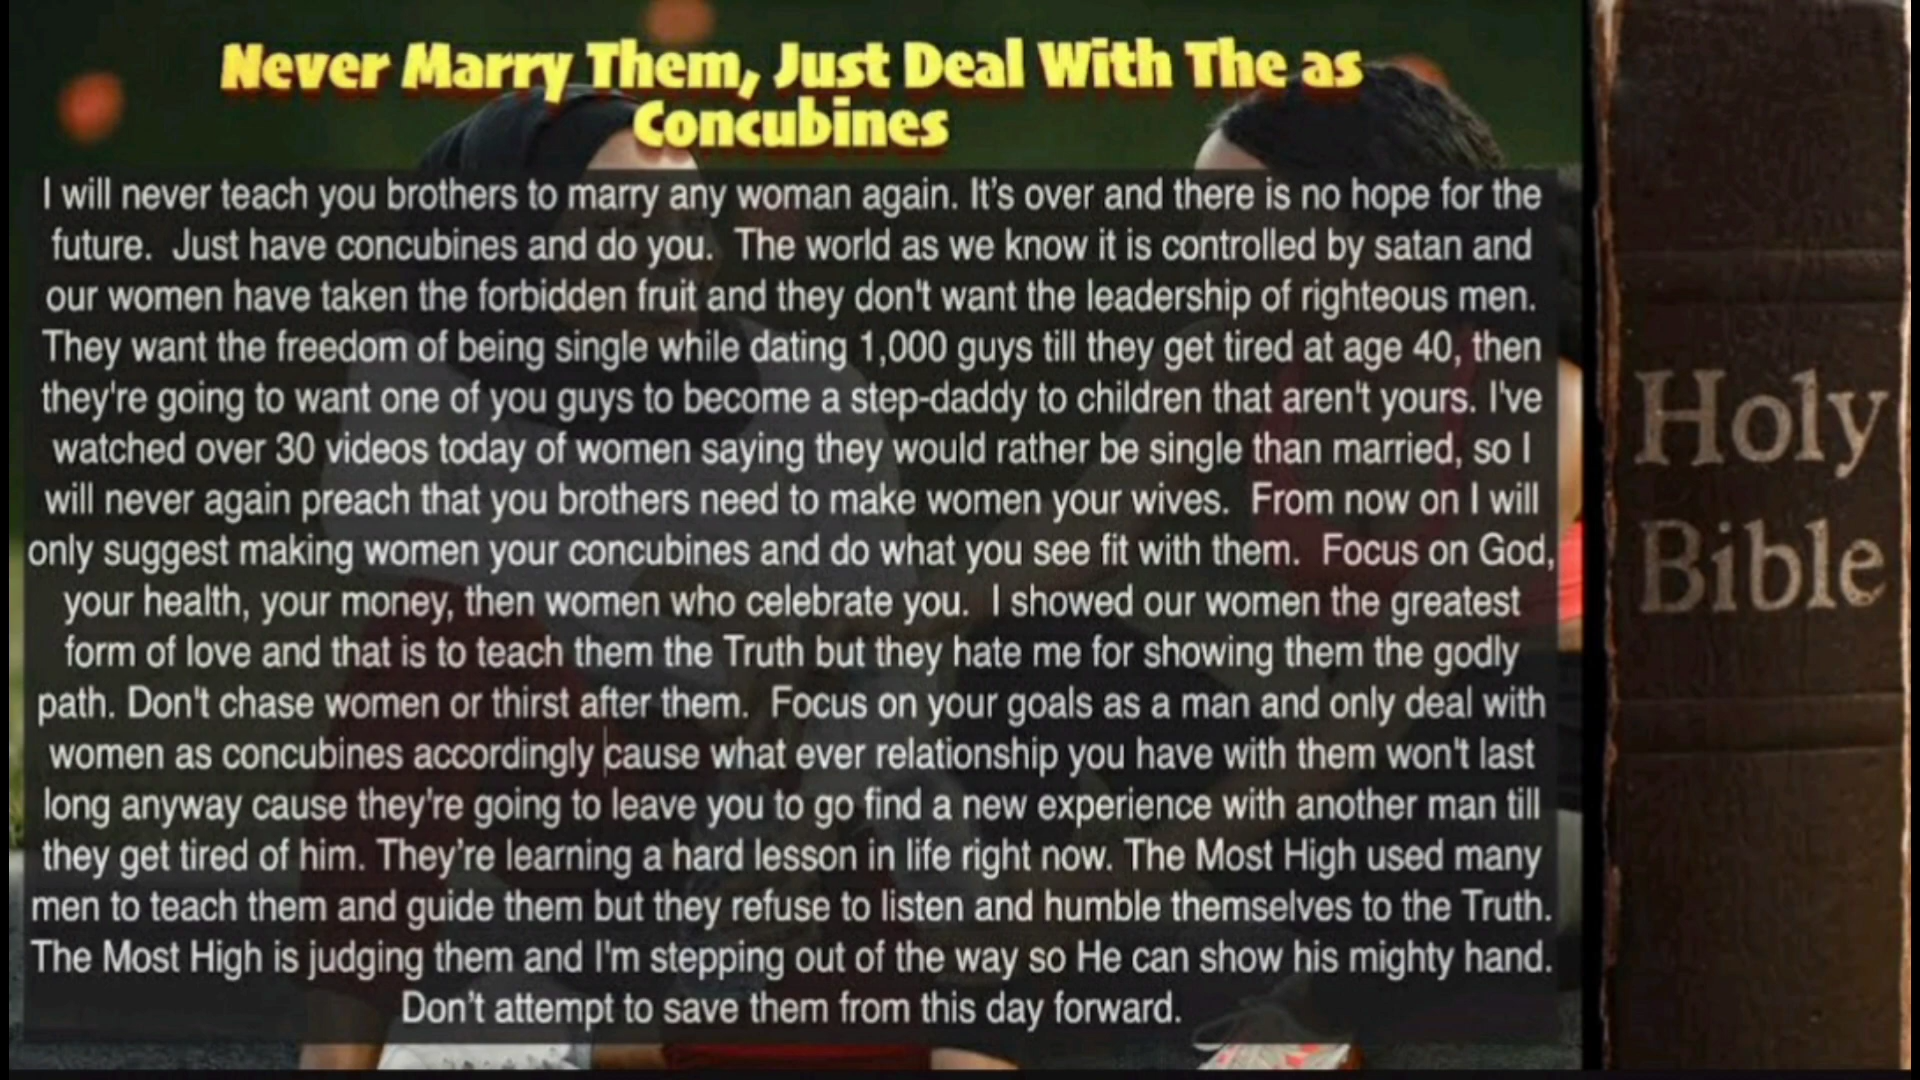 Never Marry Them, Just Deal With The as
Concubines
I will never teach you brothers to marry any woman again. It's over and there is no hope for the
future.  Just have concubines and do you.  The world as we know it is controlled by satan and
our women have taken the forbidden fruit and they don't want the leadership of righteous men.
They want the freedom of being single while dating 1,000 guys till they get tired at age 40, then
they're going to want one of you guys to become a step-daddy to children that aren't yours. I've
watched over 30 videos today of women saying they would rather be single than married, so I
will never again preach that you brothers need to make women your wives.  From now on I will
only suggest making women your concubines and do what you see fit with them.  Focus on God,
your health, your money, then women who celebrate you.  I showed our women the greatest
form of love and that is to teach them the Truth but they hate me for showing them the godly
path. Don't chase women or thirst after them.  Focus on your goals as a man and only deal with
women as concubines accordingly cause what ever relationship you have with them won't last
long anyway cause they're going to leave you to go find a new experience with another man till
they get tired of him. They're learning a hard lesson in life right now. The Most High used many
men to teach them and guide them but they refuse to listen and humble themselves to the Truth.
The Most High is judging them and I'm stepping out of the way so He can show his mighty hand.
Don't attempt to save them from this day forward.
Holy
Bible